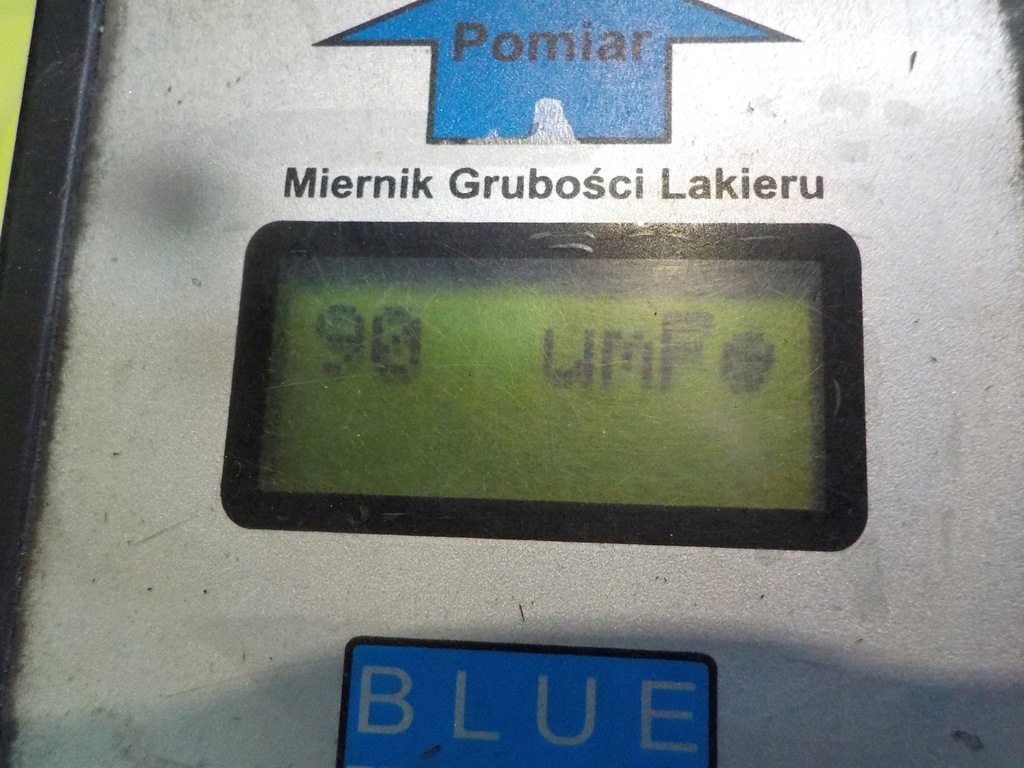 Pomiar
Miernik Grubości Lakieru
90 umFe
BLUE